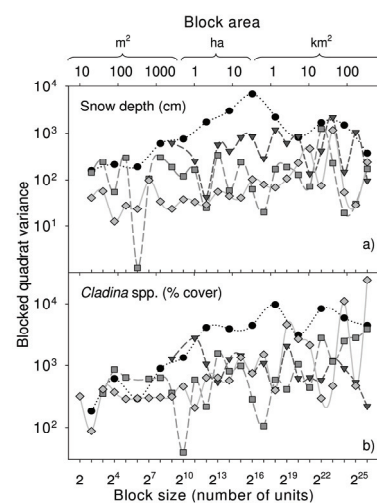 Block area
m² ha km²
10 100 1000 1 10 1 10 100
Blocked quadrat variance
10⁴
Snow depth (cm)
10³
10²
10¹
a)
Cladina spp. (% cover)
10⁴
10³
10²
b)
2 2⁴ 2⁷ 2¹⁰ 2¹³ 2¹⁶ 2¹⁹ 2²² 2²⁶
Block size (number of units)